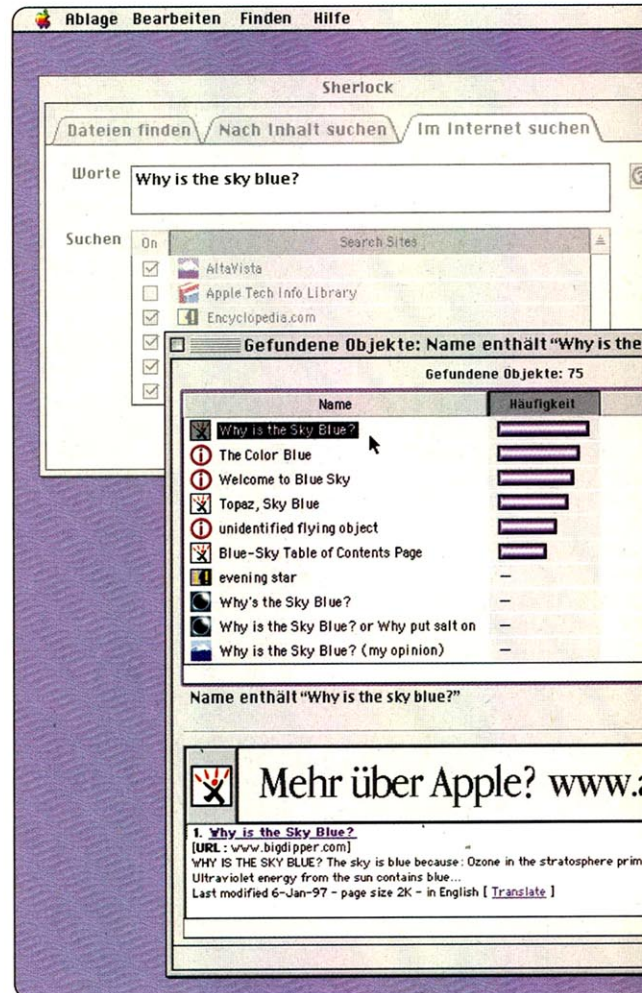 Ablage Bearbeiten Finden Hilfe
Sherlock
Dateien finden Nach Inhalt suchen Im Internet suchen
Worte Why is the sky blue?
Suchen On Search Sites
AltaVista
Apple Tech Info Library
Encyclopedia.com
Gefundene Objekte: Name enthält "Why is the
Gefundene Objekte: 75
Name Häufigkeit
Why is the Sky Blue?
The Color Blue
Welcome to Blue Sky
Topaz, Sky Blue
unidentified flying object
Blue-Sky Table of Contents Page
evening star –
Why's the Sky Blue? –
Why is the Sky Blue? or Why put salt on –
Why is the Sky Blue? (my opinion) –
Name enthält "Why is the sky blue?"
Mehr über Apple? www.a
1. Why is the Sky Blue?
[URL: www.bigdipper.com]
WHY IS THE SKY BLUE? The sky is blue because: Ozone in the stratosphere prim
Ultraviolet energy from the sun contains blue...
Last modified 6-Jan-97 - page size 2K - in English [ Translate ]